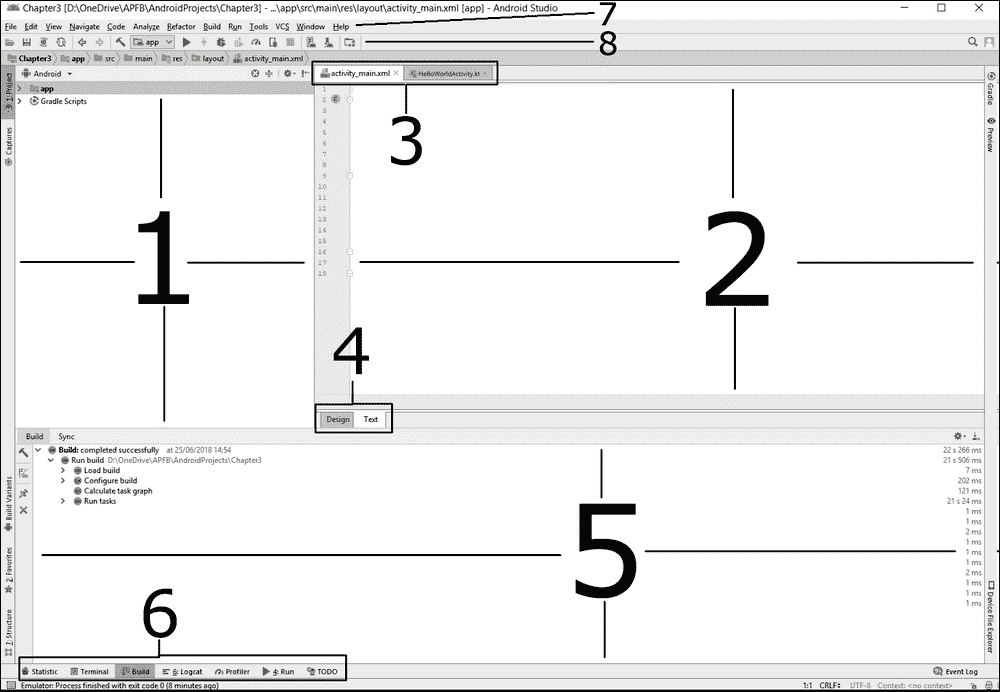 Chapter3 [D:\OneDrive\APFB\AndroidProjects\Chapter3] - ...\app\src\main\res\layout\activity_main.xml [app] - Android Studio
File Edit View Navigate Code Analyze Refactor Build Run Tools VCS Window Help
7
app
8
Chapter3 app src main res layout activity_main.xml
1: Project
Captures
Build Variants
2: Favorites
7: Structure
Android
app
Gradle Scripts
activity_main.xml HelloWorldActivity.kt
3
1
2
3
4
5
6
7
8
9
10
11
12
13
14
15
16
17
18
1
2
4
Design Text
Gradle
Preview
Device File Explorer
Build Sync
Build: completed successfully at 25/06/2018 14:54 22 s 266 ms
Run build D:\OneDrive\APFB\AndroidProjects\Chapter3 21 s 506 ms
Load build 7 ms
Configure build 202 ms
Calculate task graph 121 ms
Run tasks 21 s 24 ms
1 ms
1 ms
2 ms
1 ms
1 ms
1 ms
2 ms
1 ms
1 ms
1 ms
5
6
Statistic Terminal Build 6: Logcat Profiler 4: Run TODO Event Log
Emulator: Process finished with exit code 0 (8 minutes ago) 1:1 CRLF UTF-8 Context: <no context>